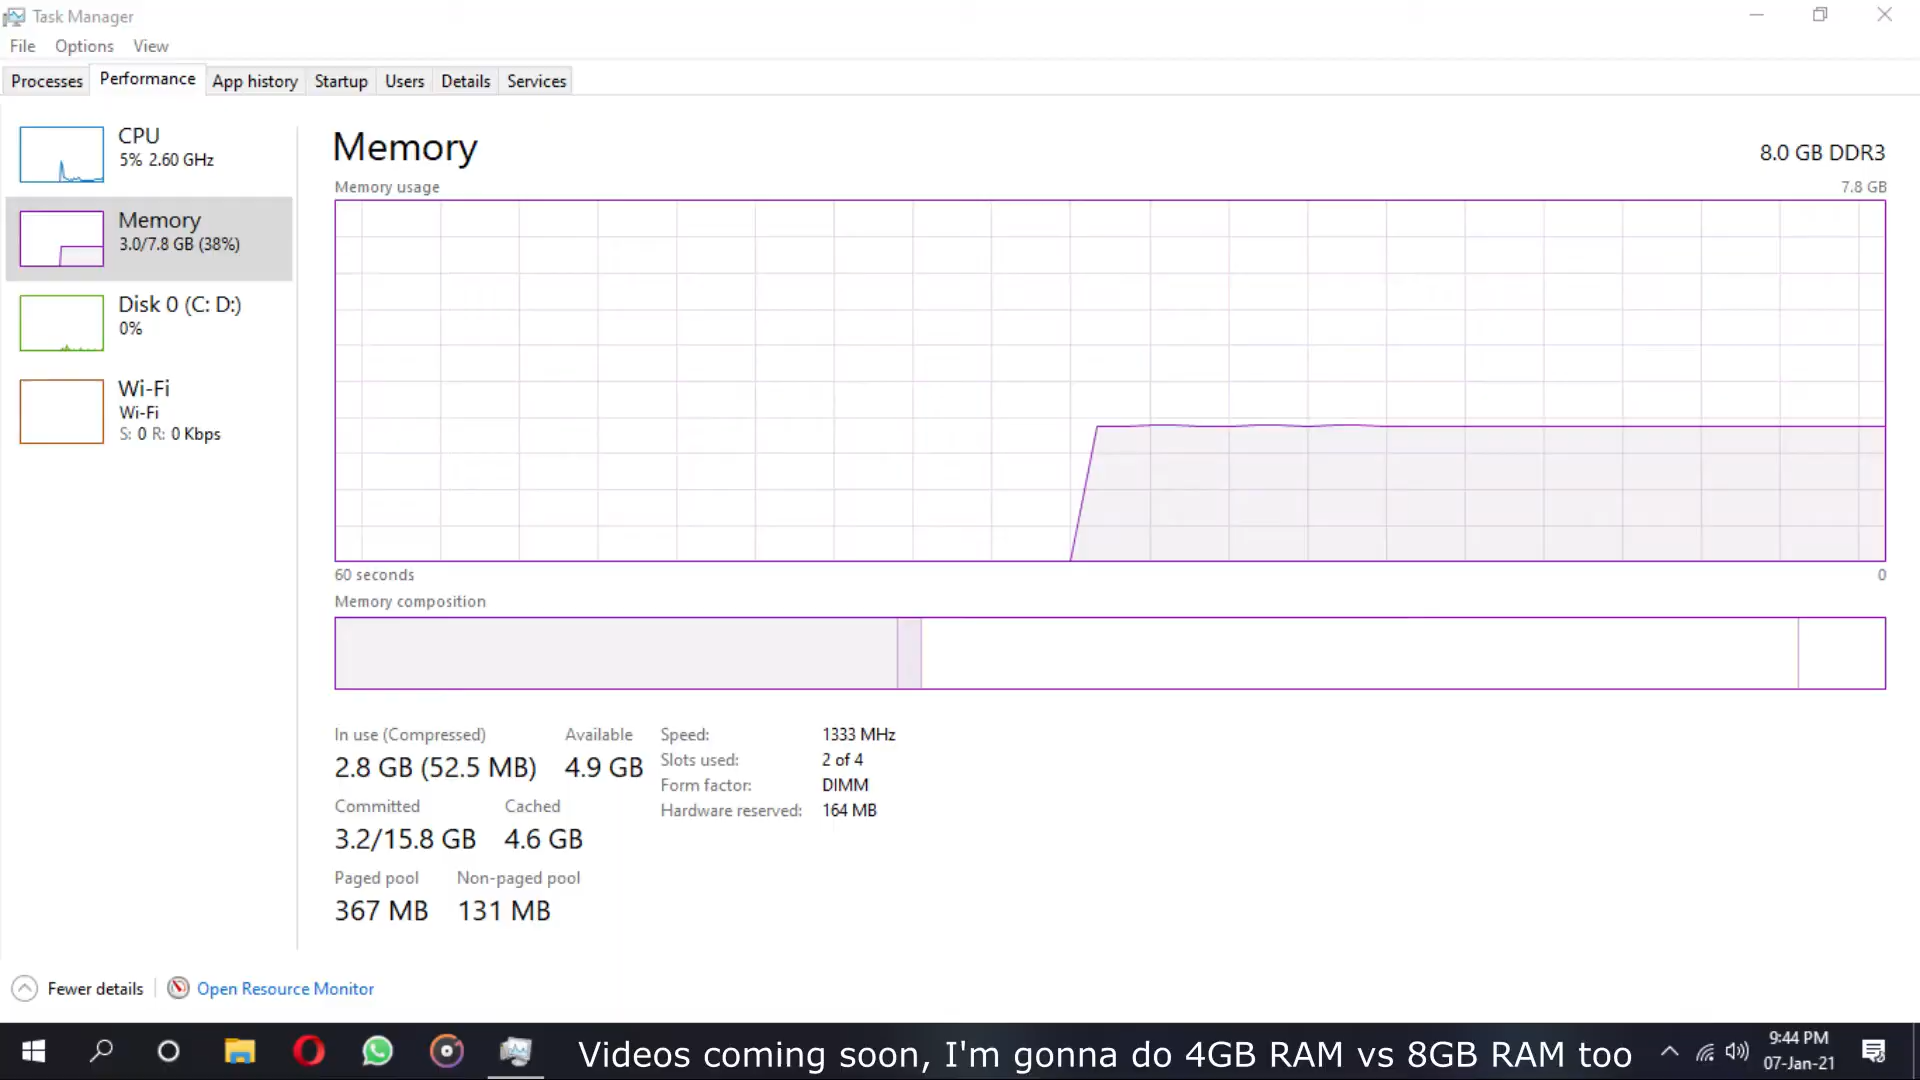 Task Manager
File Options View
Processes Performance App history Startup Users Details Services
CPU
5% 2.60 GHz
Memory
3.0/7.8 GB (38%)
Disk 0 (C: D:)
0%
Wi-Fi
Wi-Fi
S: 0 R: 0 Kbps
Memory 8.0 GB DDR3
Memory usage 7.8 GB
60 seconds 0
Memory composition
In use (Compressed) Available
2.8 GB (52.5 MB) 4.9 GB
Committed Cached
3.2/15.8 GB 4.6 GB
Paged pool Non-paged pool
367 MB 131 MB
Speed: 1333 MHz
Slots used: 2 of 4
Form factor: DIMM
Hardware reserved: 164 MB
Fewer details Open Resource Monitor
Videos coming soon, I'm gonna do 4GB RAM vs 8GB RAM too
9:44 PM
07-Jan-21